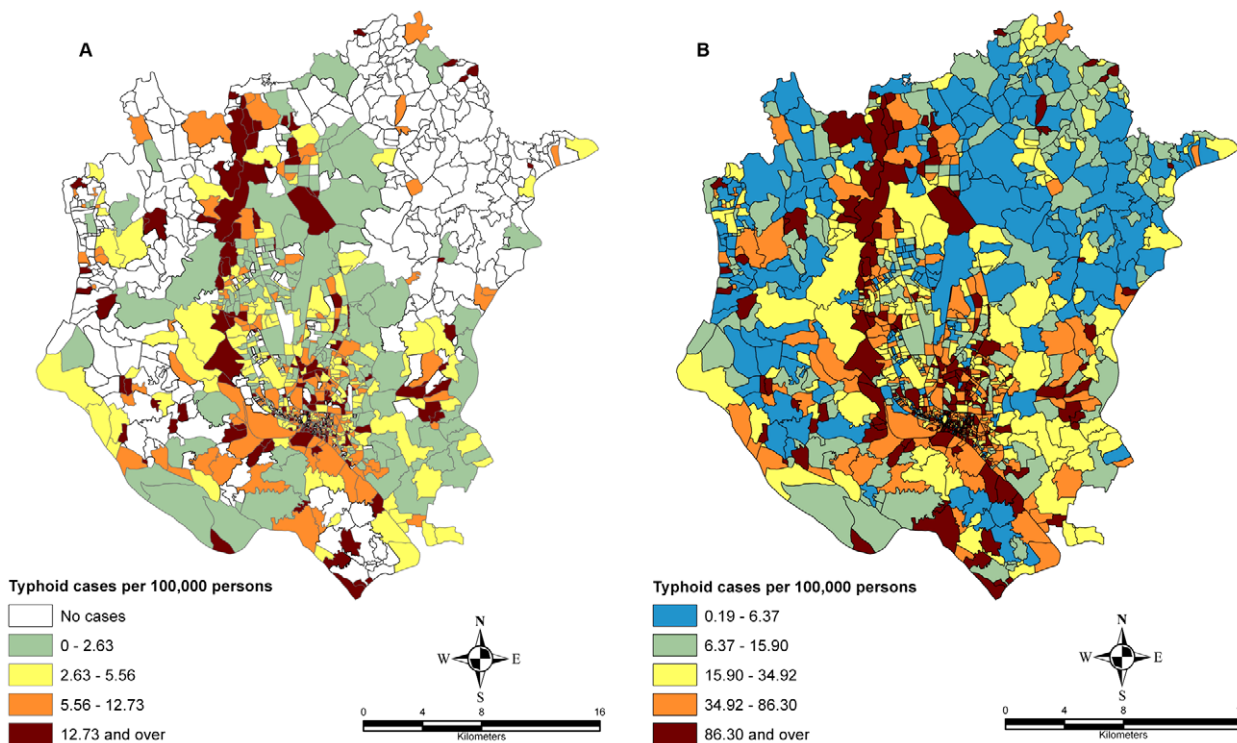 A
Typhoid cases per 100,000 persons
No cases
0 - 2.63
2.63 - 5.56
5.56 - 12.73
12.73 and over
N
W E
S
0 4 8 16
Kilometers
B
Typhoid cases per 100,000 persons
0.19 - 6.37
6.37 - 15.90
15.90 - 34.92
34.92 - 86.30
86.30 and over
N
W E
S
0 4 8
Kilometers